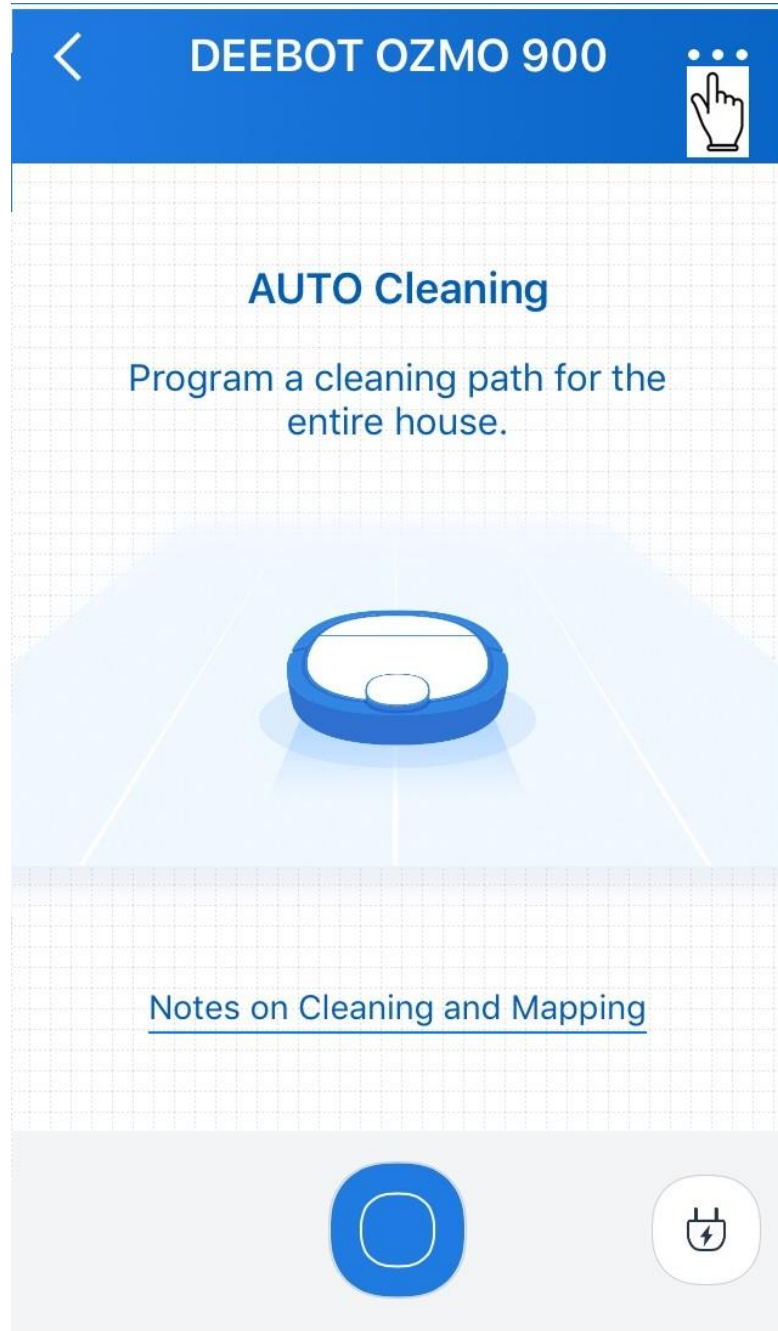 DEEBOT OZMO 900
AUTO Cleaning
Program a cleaning path for the
entire house.
Notes on Cleaning and Mapping